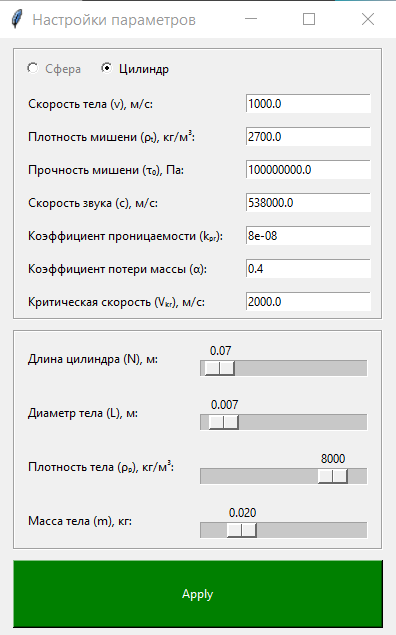 Настройки параметров
Сфера Цилиндр
Скорость тела (v), м/с: 1000.0
Плотность мишени (ρₜ), кг/м³: 2700.0
Прочность мишени (τ₀), Па: 100000000.0
Скорость звука (c), м/с: 538000.0
Коэффициент проницаемости (kₚᵣ): 8e-08
Коэффициент потери массы (α): 0.4
Критическая скорость (Vₖᵣ), м/с: 2000.0
0.07
Длина цилиндра (N), м:
0.007
Диаметр тела (L), м:
8000
Плотность тела (ρₚ), кг/м³:
0.020
Масса тела (m), кг:
Apply